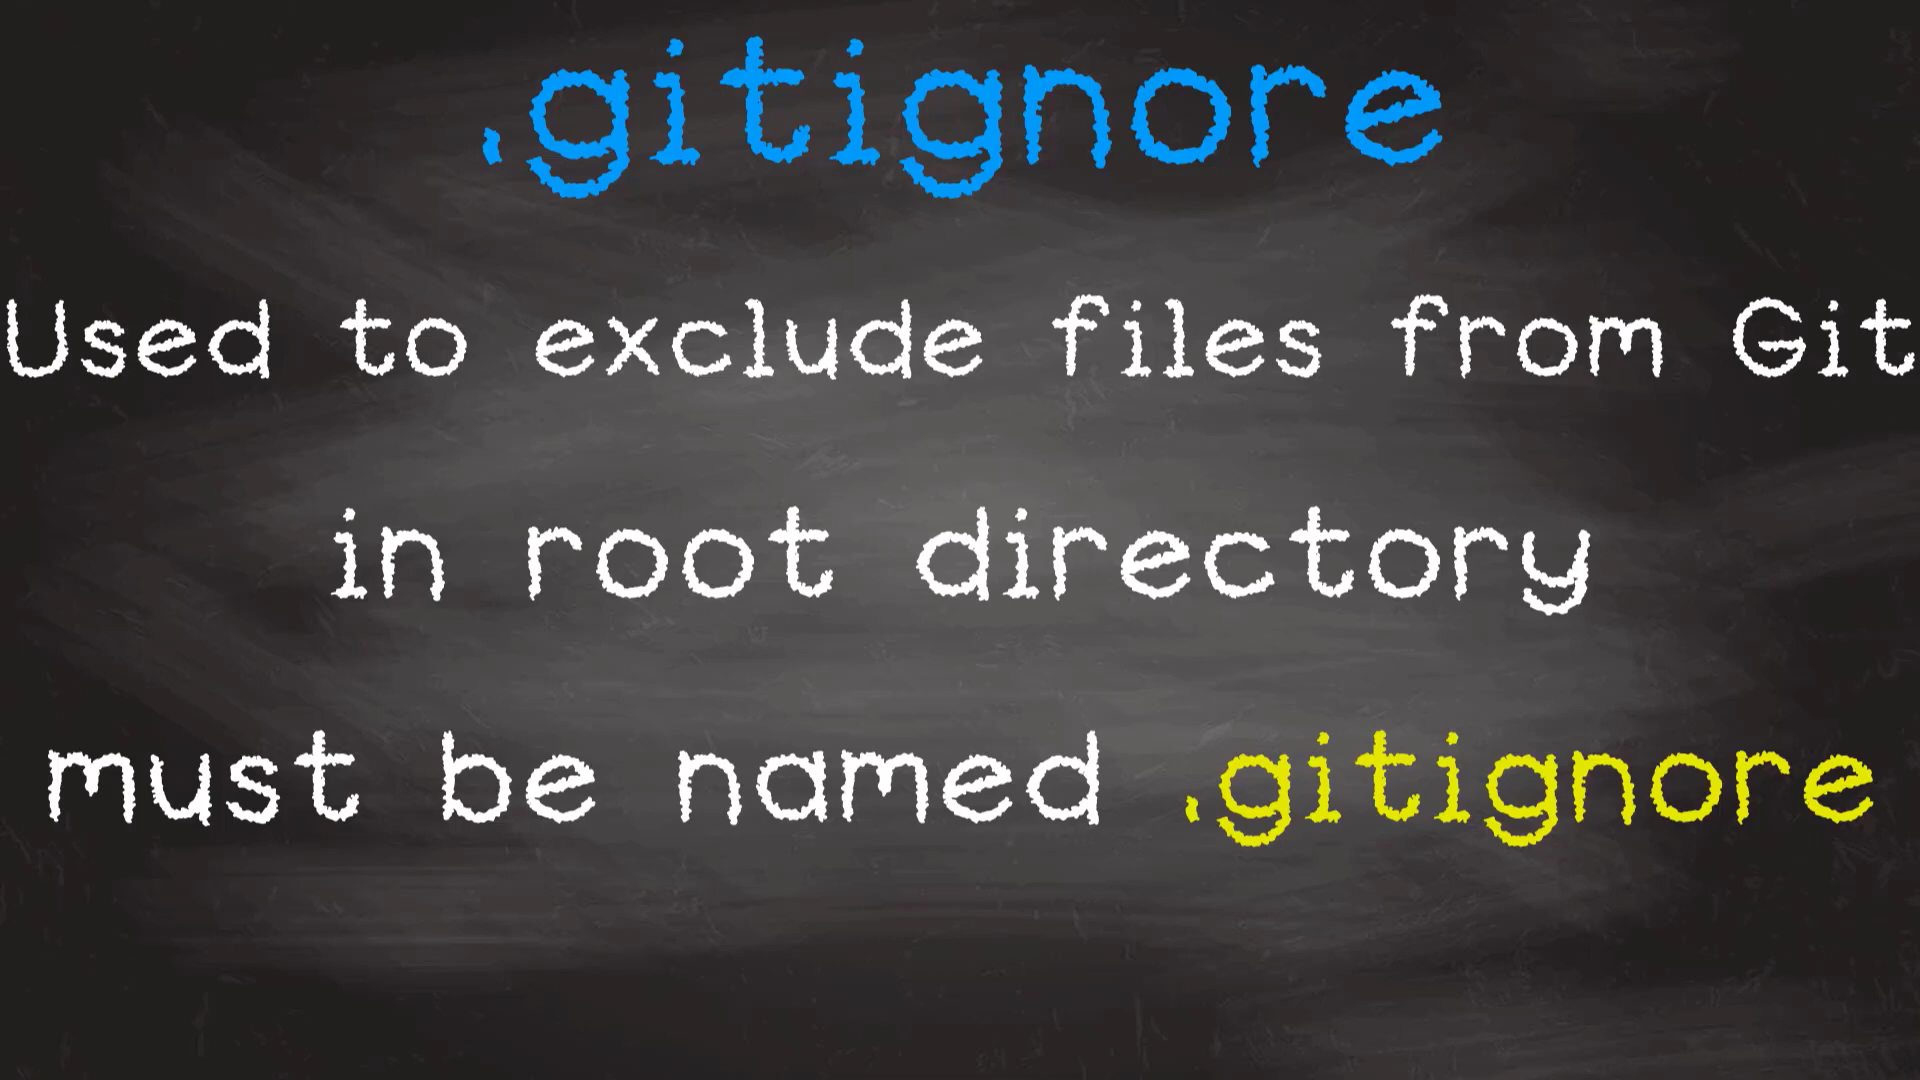 .gitignore
Used to exclude files from Git
in root directory
must be named .gitignore